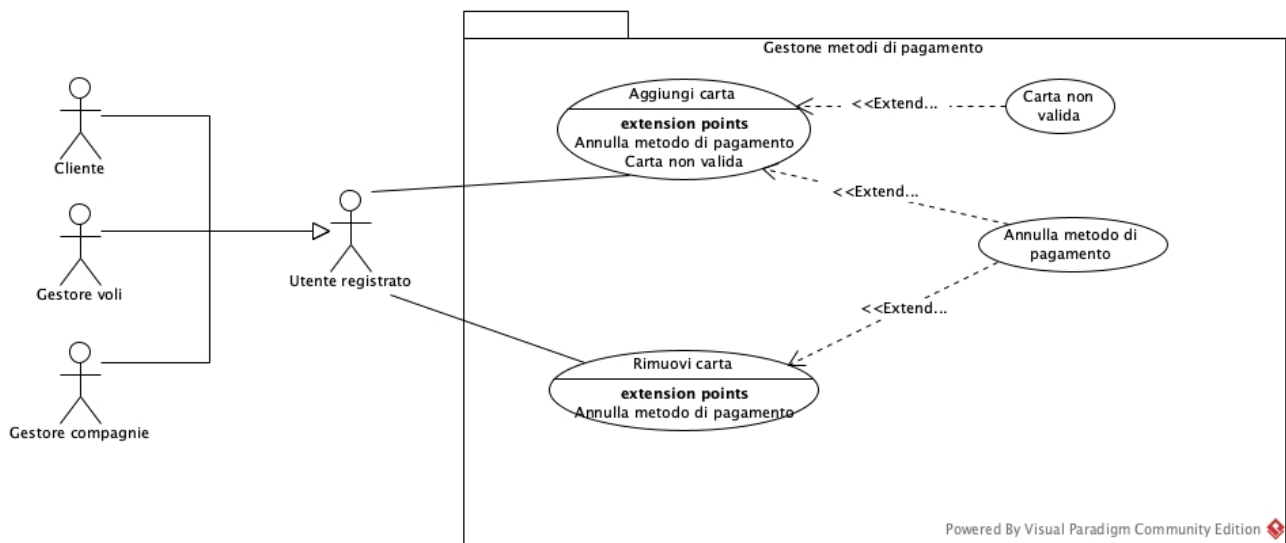 Gestone metodi di pagamento
Cliente
Gestore voli
Gestore compagnie
Utente registrato
Aggiungi carta
extension points
Annulla metodo di pagamento
Carta non valida
<<Extend...
Carta non
valida
<<Extend...
Annulla metodo di
pagamento
<<Extend...
Rimuovi carta
extension points
Annulla metodo di pagamento
Powered By Visual Paradigm Community Edition